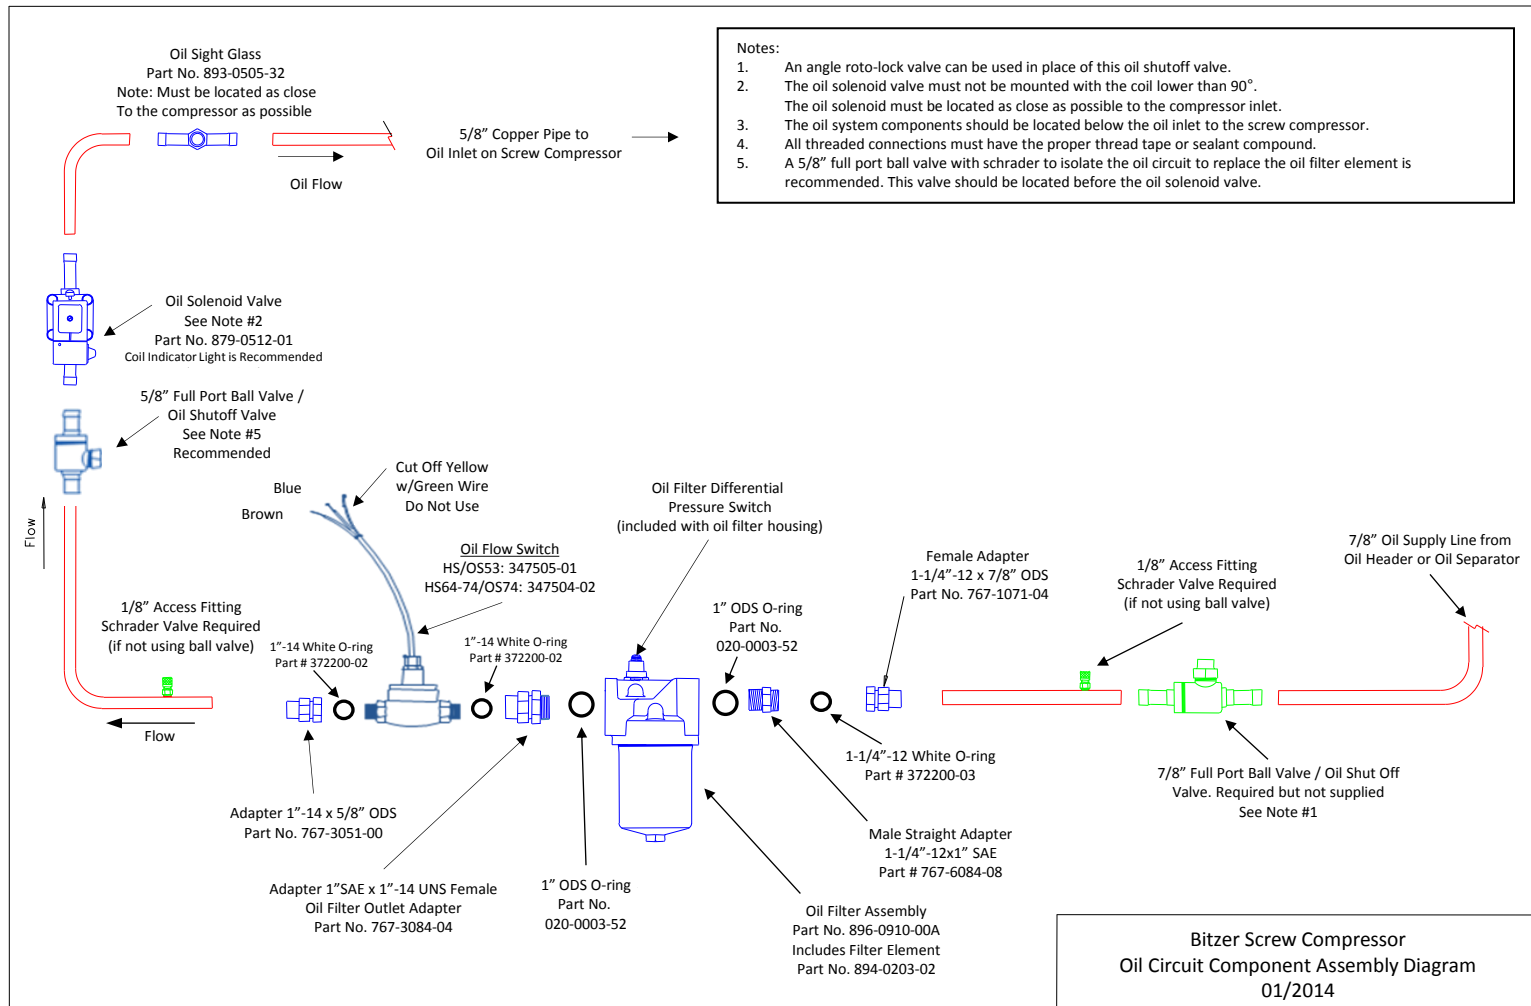 Oil Sight Glass
Part No. 893-0505-32
Note: Must be located as close
To the compressor as possible
5/8” Copper Pipe to
Oil Inlet on Screw Compressor
Oil Flow
Notes:
1. An angle roto-lock valve can be used in place of this oil shutoff valve.
2. The oil solenoid valve must not be mounted with the coil lower than 90°.
The oil solenoid must be located as close as possible to the compressor inlet.
3. The oil system components should be located below the oil inlet to the screw compressor.
4. All threaded connections must have the proper thread tape or sealant compound.
5. A 5/8” full port ball valve with schrader to isolate the oil circuit to replace the oil filter element is
recommended. This valve should be located before the oil solenoid valve.
Oil Solenoid Valve
See Note #2
Part No. 879-0512-01
Coil Indicator Light is Recommended
5/8” Full Port Ball Valve /
Oil Shutoff Valve
See Note #5
Recommended
Flow
Blue
Brown
Cut Off Yellow
w/Green Wire
Do Not Use
Oil Flow Switch
HS/OS53: 347505-01
HS64-74/OS74: 347504-02
Oil Filter Differential
Pressure Switch
(included with oil filter housing)
Female Adapter
1-1/4”-12 x 7/8” ODS
Part No. 767-1071-04
1/8” Access Fitting
Schrader Valve Required
(if not using ball valve)
7/8” Oil Supply Line from
Oil Header or Oil Separator
1/8” Access Fitting
Schrader Valve Required
(if not using ball valve)
1”-14 White O-ring
Part # 372200-02
1”-14 White O-ring
Part # 372200-02
1” ODS O-ring
Part No.
020-0003-52
Flow
Adapter 1”-14 x 5/8” ODS
Part No. 767-3051-00
1-1/4”-12 White O-ring
Part # 372200-03
7/8” Full Port Ball Valve / Oil Shut Off
Valve. Required but not supplied
See Note #1
Adapter 1”SAE x 1”-14 UNS Female
Oil Filter Outlet Adapter
Part No. 767-3084-04
1” ODS O-ring
Part No.
020-0003-52
Male Straight Adapter
1-1/4”-12x1” SAE
Part # 767-6084-08
Oil Filter Assembly
Part No. 896-0910-00A
Includes Filter Element
Part No. 894-0203-02
Bitzer Screw Compressor
Oil Circuit Component Assembly Diagram
01/2014